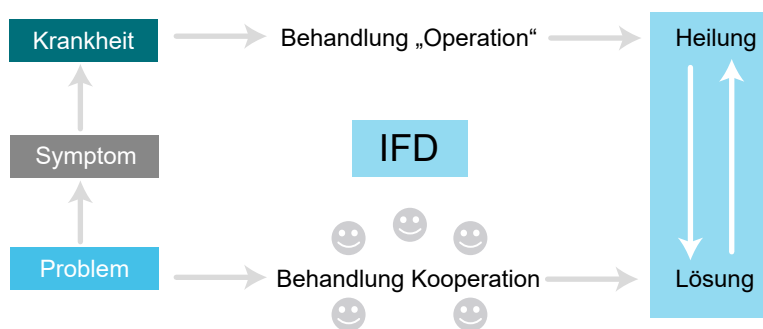 Krankheit
Behandlung „Operation“
Heilung
Symptom
IFD
Problem
Behandlung Kooperation
Lösung